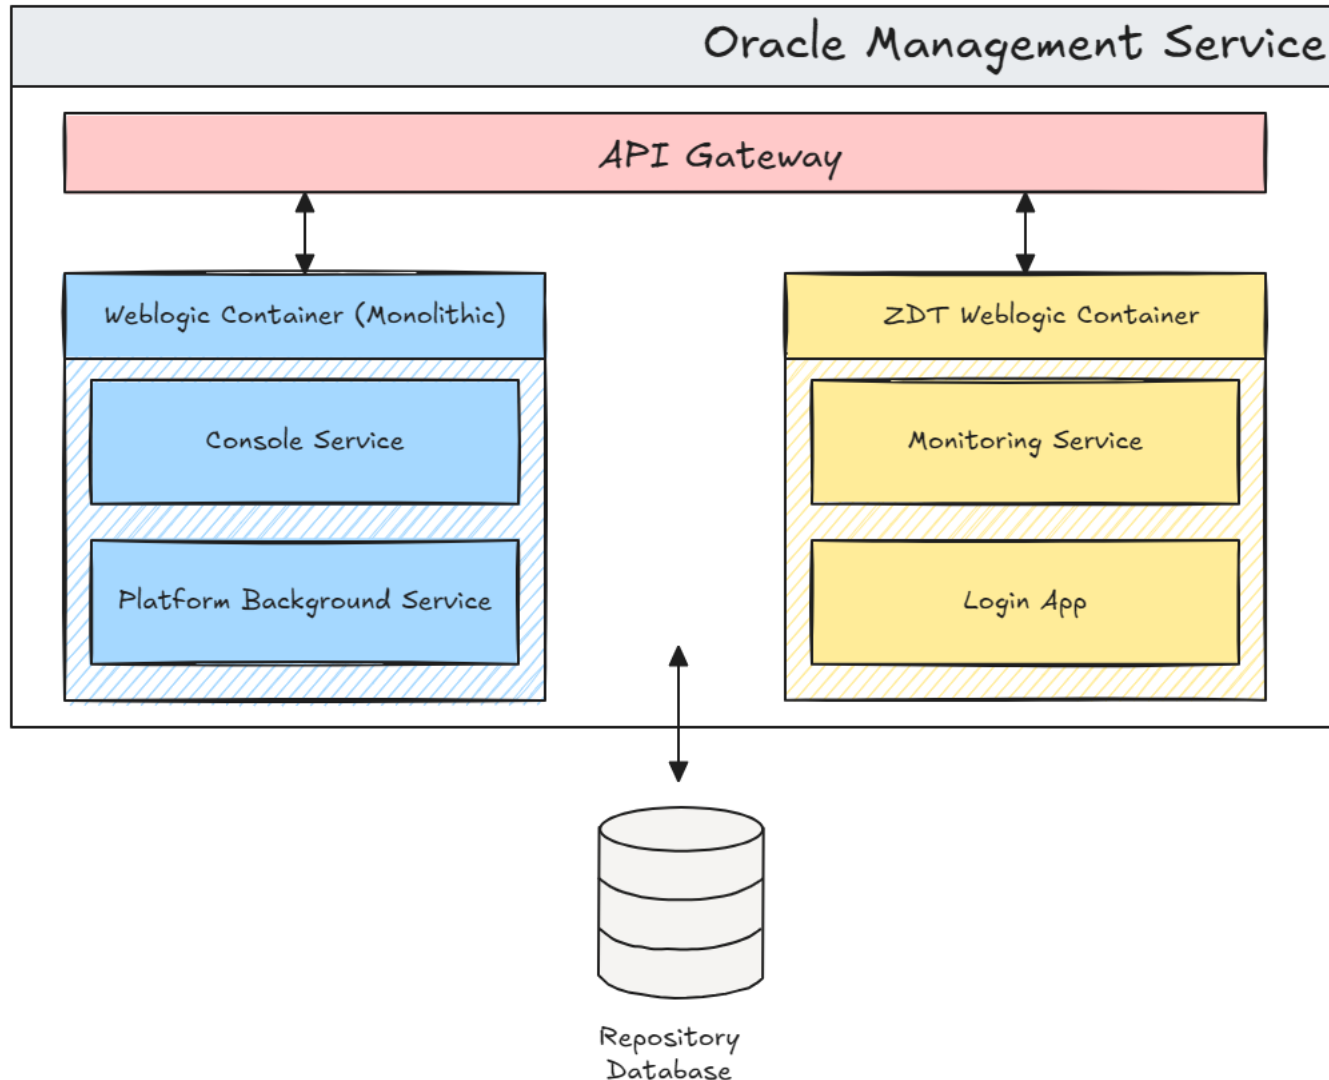 Oracle Management Service
API Gateway
Weblogic Container (Monolithic)
ZDT Weblogic Container
Console Service
Monitoring Service
Platform Background Service
Login App
Repository
Database